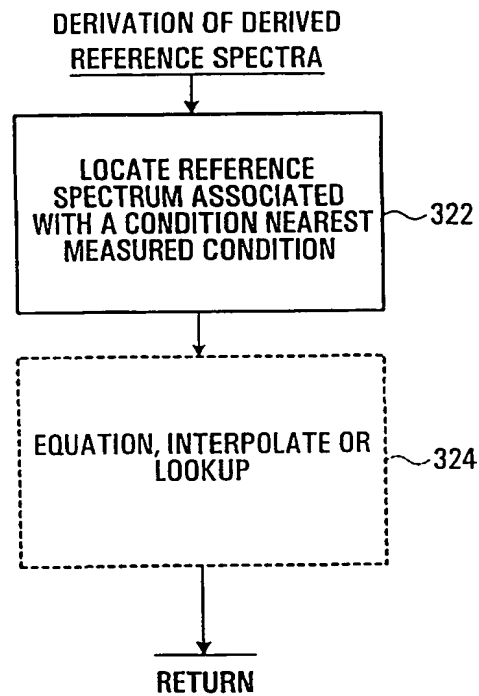 DERIVATION OF DERIVED
REFERENCE SPECTRA
LOCATE REFERENCE
SPECTRUM ASSOCIATED
WITH A CONDITION NEAREST
MEASURED CONDITION
322
EQUATION, INTERPOLATE OR
LOOKUP
324
RETURN